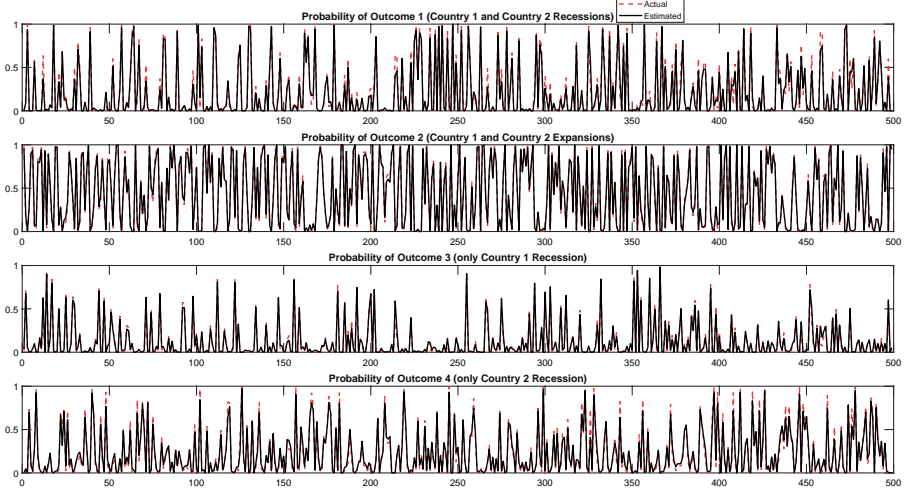 Probability of Outcome 1 (Country 1 and Country 2 Recessions)
Actual
Estimated
1
0.5
0
0 50 100 150 200 250 300 350 400 450 500
Probability of Outcome 2 (Country 1 and Country 2 Expansions)
1
0.5
0
0 50 100 150 200 250 300 350 400 450 500
Probability of Outcome 3 (only Country 1 Recession)
1
0.5
0
0 50 100 150 200 250 300 350 400 450 500
Probability of Outcome 4 (only Country 2 Recession)
1
0.5
0
0 50 100 150 200 250 300 350 400 450 500